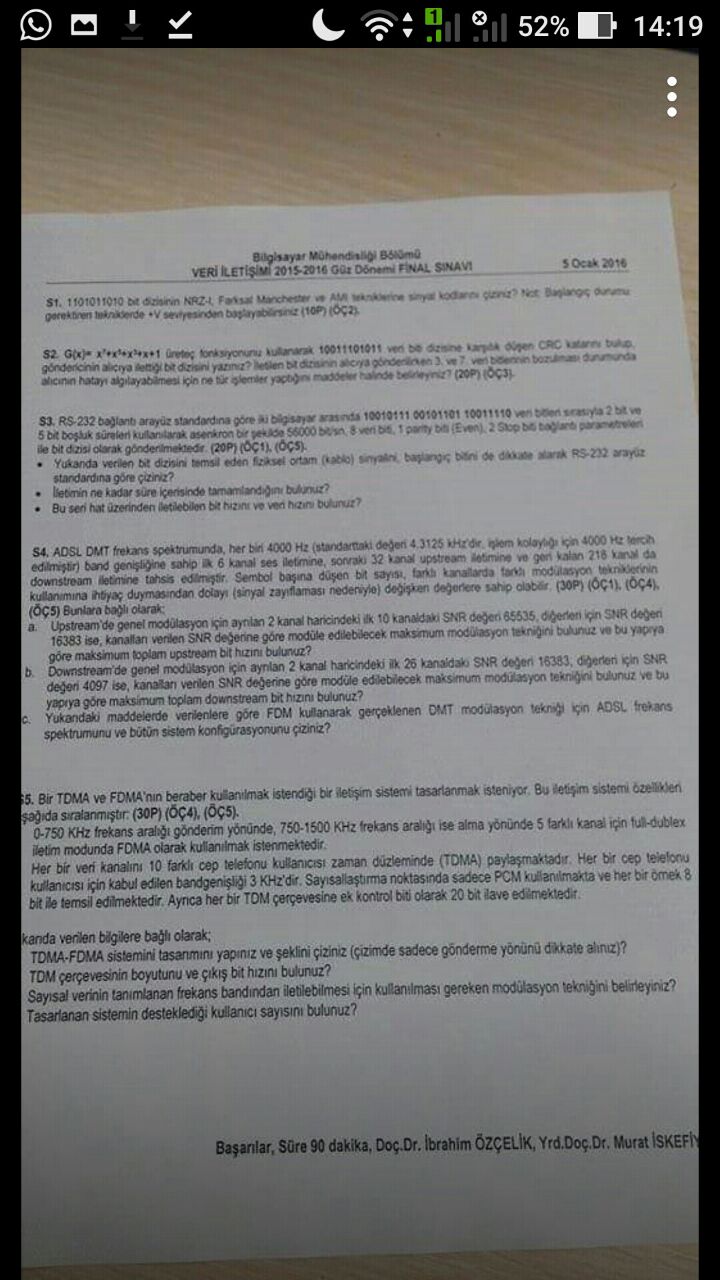 1
52%
14:19
Bilgisayar Mühendisliği Bölümü
VERİ İLETİŞİMİ 2015-2016 Güz Dönemi FİNAL SINAVI
5 Ocak 2016
S1. 1101011010 bit dizisinin NRZ-I, Farksal Manchester ve AMI tekniklerine sinyal kodlarını çiziniz? Not: Başlangıç durumu
gerektiren tekniklerde +V seviyesinden başlayabilirsiniz (10P) (ÖÇ2).
S2. G(x)= üreteç fonksiyonunu kullanarak 10011101011 veri biti dizisine karşılık düşen CRC katarını bulup,
göndericinin alıcıya ilettiği bit dizisini yazınız? İletilen bit dizisinin alıcıya gönderilirken 3. ve 7. veri bitlerinin bozulması durumunda
alıcının hatayı algılayabilmesi için ne tür işlemler yaptığını maddeler halinde belirleyiniz? (20P) (ÖÇ3).
S3. RS-232 bağlantı arayüz standardına göre iki bilgisayar arasında 10010111 00101101 10011110 veri bitleri sırasıyla 2 bit ve
5 bit boşluk süreleri kullanılarak asenkron bir şekilde 56000 bit/sn, 8 veri biti, 1 parity biti (Even), 2 Stop biti bağlantı parametreleri
ile bit dizisi olarak gönderilmektedir. (20P) (ÖÇ1), (ÖÇ5).
• Yukarıda verilen bit dizisini temsil eden fiziksel ortam (kablo) sinyalini, başlangıç bitini de dikkate alarak RS-232 arayüz
standardına göre çiziniz?
• İletimin ne kadar süre içerisinde tamamlandığını bulunuz?
• Bu seri hat üzerinden iletilebilen bit hızını ve veri hızını bulunuz?
S4. ADSL DMT frekans spektrumunda, her biri 4000 Hz (standarttaki değeri 4.3125 kHz'dir, işlem kolaylığı için 4000 Hz tercih
edilmiştir) band genişliğine sahip ilk 6 kanal ses iletimine, sonraki 32 kanal upstream iletimine ve geri kalan 218 kanal da
downstream iletimine tahsis edilmiştir. Sembol başına düşen bit sayısı, farklı kanallarda farklı modülasyon tekniklerinin
kullanımına ihtiyaç duymasından dolayı (sinyal zayıflaması nedeniyle) değişken değerlere sahip olabilir. (30P) (ÖÇ1), (ÖÇ4),
(ÖÇ5) Bunlara bağlı olarak;
a. Upstream'de genel modülasyon için ayrılan 2 kanal haricindeki ilk 10 kanaldaki SNR değeri 65535, diğerleri için SNR değeri
16383 ise, kanalları verilen SNR değerine göre modüle edilebilecek maksimum modülasyon tekniğini bulunuz ve bu yapıya
göre maksimum toplam upstream bit hızını bulunuz?
b. Downstream'de genel modülasyon için ayrılan 2 kanal haricindeki ilk 26 kanaldaki SNR değeri 16383, diğerleri için SNR
değeri 4097 ise, kanalları verilen SNR değerine göre modüle edilebilecek maksimum modülasyon tekniğini bulunuz ve bu
yapıya göre maksimum toplam downstream bit hızını bulunuz?
c. Yukarıdaki maddelerde verilenlere göre FDM kullanarak gerçeklenen DMT modülasyon tekniği için ADSL frekans
spektrumunu ve bütün sistem konfigürasyonunu çiziniz?
S5. Bir TDMA ve FDMA'nın beraber kullanılmak istendiği bir iletişim sistemi tasarlanmak isteniyor. Bu iletişim sistemi özellikleri
şağıda sıralanmıştır: (30P) (ÖÇ4), (ÖÇ5).
0-750 KHz frekans aralığı gönderim yönünde, 750-1500 KHz frekans aralığı ise alma yönünde 5 farklı kanal için full-dublex
iletim modunda FDMA olarak kullanılmak istenmektedir.
Her bir veri kanalını 10 farklı cep telefonu kullanıcısı zaman düzleminde (TDMA) paylaşmaktadır. Her bir cep telefonu
kullanıcısı için kabul edilen bandgenişliği 3 KHz'dir. Sayısallaştırma noktasında sadece PCM kullanılmakta ve her bir örnek 8
bit ile temsil edilmektedir. Ayrıca her bir TDM çerçevesine ek kontrol biti olarak 20 bit ilave edilmektedir.
karıda verilen bilgilere bağlı olarak;
TDMA-FDMA sistemini tasarımını yapınız ve şeklini çiziniz (çizimde sadece gönderme yönünü dikkate alınız)?
TDM çerçevesinin boyutunu ve çıkış bit hızını bulunuz?
Sayısal verinin tanımlanan frekans bandından iletilebilmesi için kullanılması gereken modülasyon tekniğini belirleyiniz?
Tasarlanan sistemin desteklediği kullanıcı sayısını bulunuz?
Başarılar, Süre 90 dakika, Doç.Dr. İbrahim ÖZÇELİK, Yrd.Doç.Dr. Murat İSKEFİY